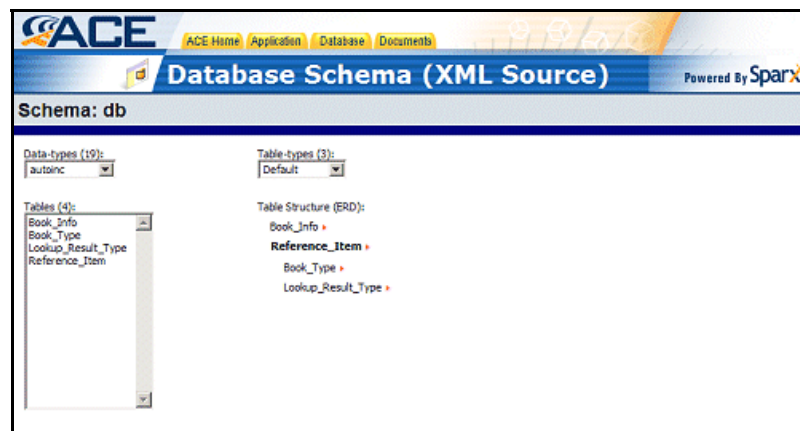 ACE
ACE Home Application Database Documents
Database Schema (XML Source)
Powered By Sparx
Schema: db
Data-types (19):
autoinc
Table-types (3):
Default
Tables (4):
Book_Info
Book_Type
Lookup_Result_Type
Reference_Item
Table Structure (ERD):
Book_Info
Reference_Item
Book_Type
Lookup_Result_Type